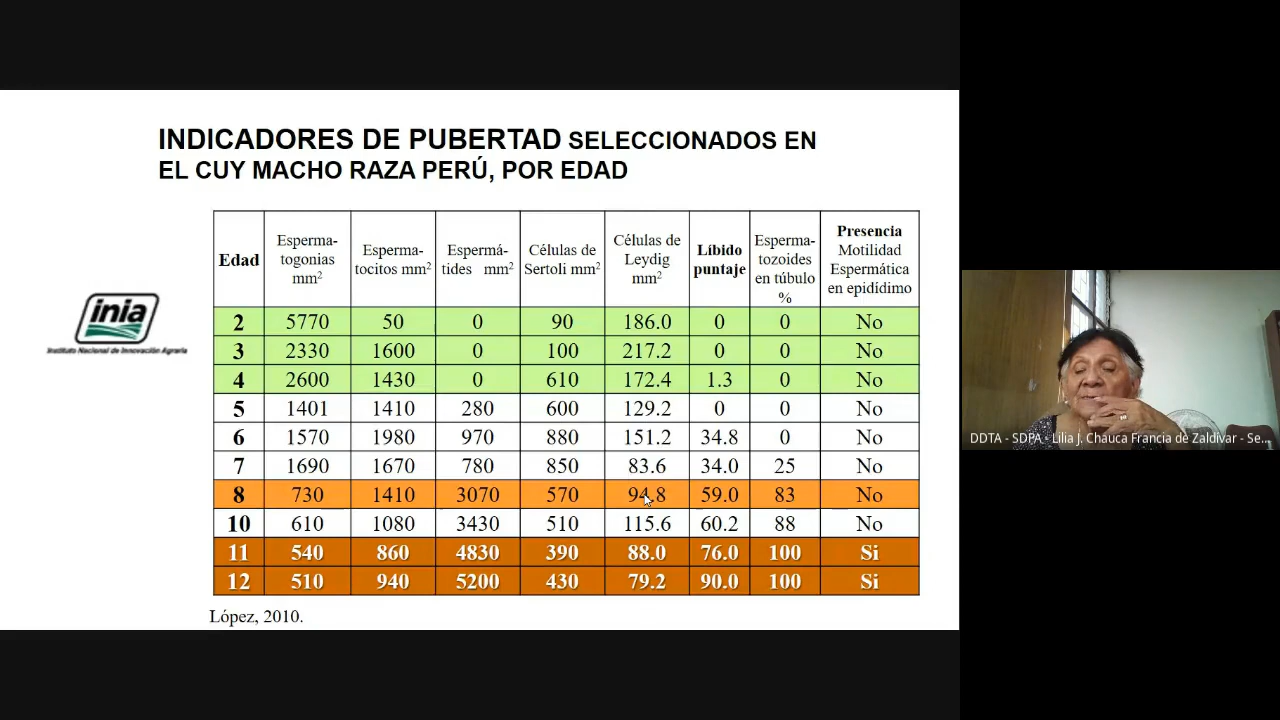 INDICADORES DE PUBERTAD SELECCIONADOS EN
EL CUY MACHO RAZA PERÚ, POR EDAD
Edad | Esperma-togonias mm² | Esperma-tocitos mm² | Espermá-tides mm² | Células de Sertoli mm² | Células de Leydig mm² | Líbido puntaje | Esperma-tozoides en túbulo % | Presencia Motilidad Espermática en epidídimo
2 | 5770 | 50 | 0 | 90 | 186.0 | 0 | 0 | No
3 | 2330 | 1600 | 0 | 100 | 217.2 | 0 | 0 | No
4 | 2600 | 1430 | 0 | 610 | 172.4 | 1.3 | 0 | No
5 | 1401 | 1410 | 280 | 600 | 129.2 | 0 | 0 | No
6 | 1570 | 1980 | 970 | 880 | 151.2 | 34.8 | 0 | No
7 | 1690 | 1670 | 780 | 850 | 83.6 | 34.0 | 25 | No
8 | 730 | 1410 | 3070 | 570 | 94.8 | 59.0 | 83 | No
10 | 610 | 1080 | 3430 | 510 | 115.6 | 60.2 | 88 | No
11 | 540 | 860 | 4830 | 390 | 88.0 | 76.0 | 100 | Si
12 | 510 | 940 | 5200 | 430 | 79.2 | 90.0 | 100 | Si
López, 2010.
inia
Instituto Nacional de Innovación Agraria
DDTA - SDPA - Lilia J. Chauca Francia de Zaldívar - Se...